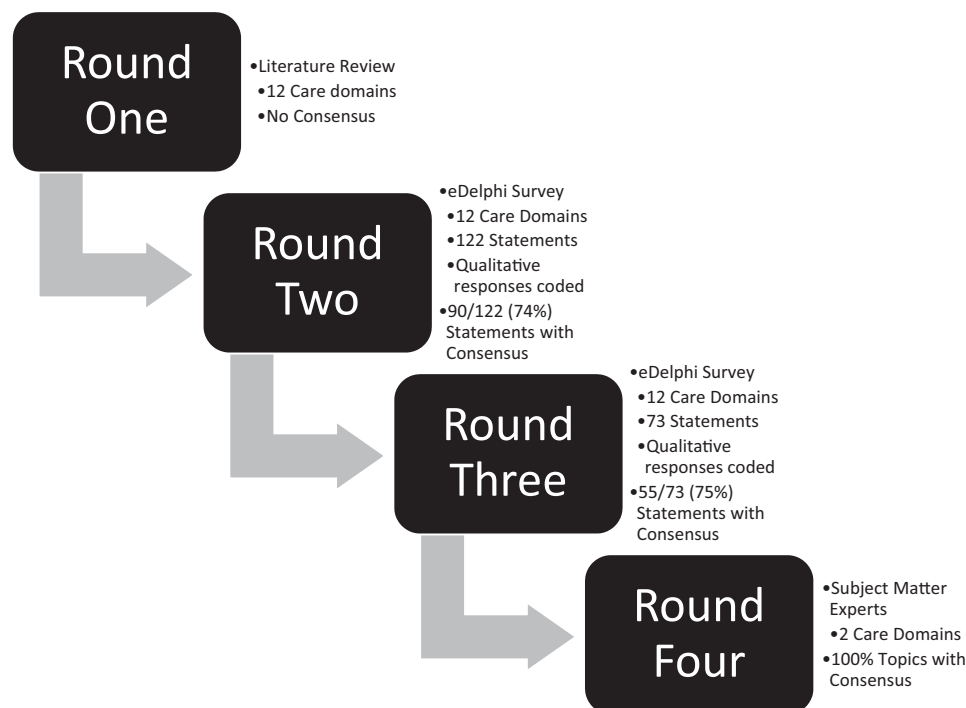 Round
One
•Literature Review
•12 Care domains
•No Consensus
Round
Two
•eDelphi Survey
•12 Care Domains
•122 Statements
•Qualitative
responses coded
•90/122 (74%)
Statements with
Consensus
Round
Three
•eDelphi Survey
•12 Care Domains
•73 Statements
•Qualitative
responses coded
•55/73 (75%)
Statements with
Consensus
Round
Four
•Subject Matter
Experts
•2 Care Domains
•100% Topics with
Consensus